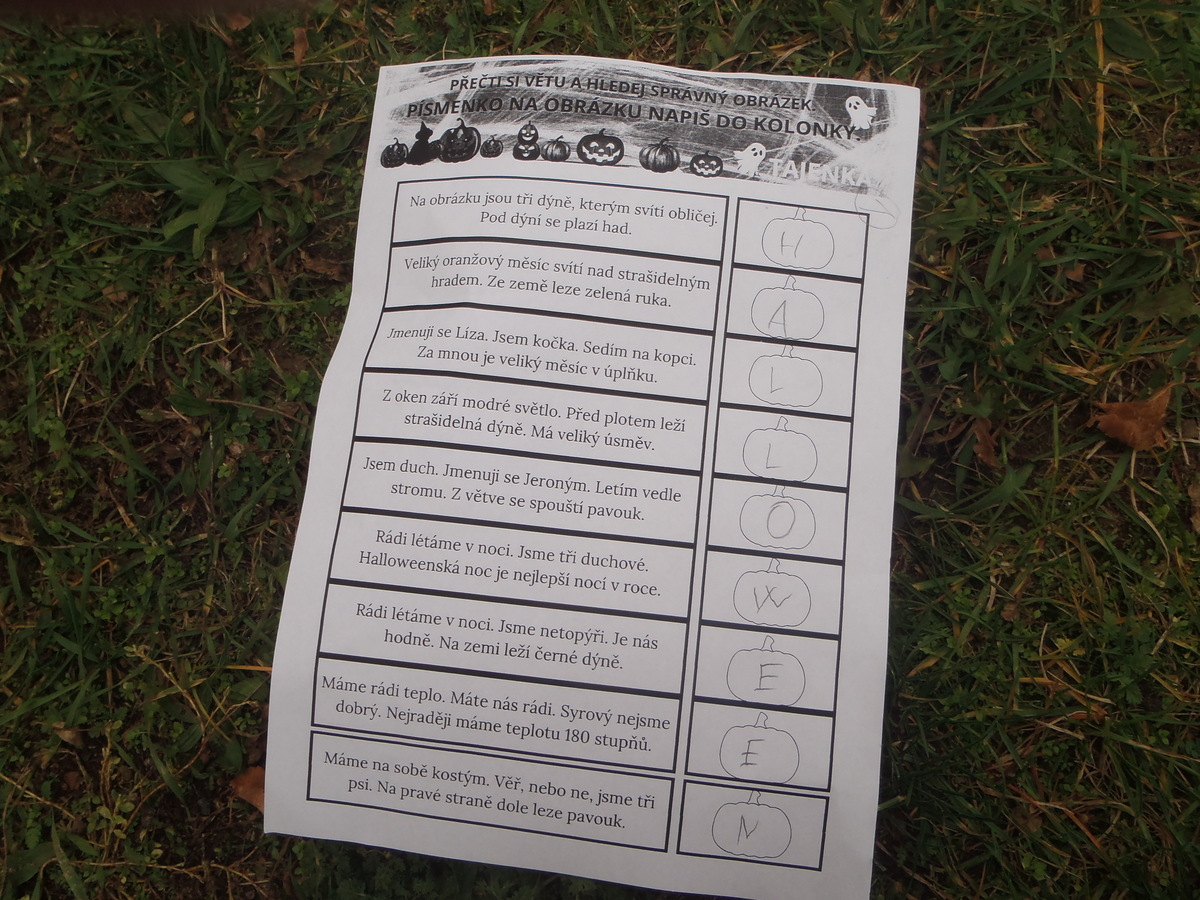 PŘEČTI SI VĚTU A HLEDEJ SPRÁVNÝ OBRÁZEK.
PÍSMENKO NA OBRÁZKU NAPIŠ DO KOLONKY
TAJENKA
Na obrázku jsou tři dýně, kterým svítí obličej.
Pod dýní se plazí had.
H
Veliký oranžový měsíc svítí nad strašidelným
hradem. Ze země leze zelená ruka.
A
Jmenuji se Líza. Jsem kočka. Sedím na kopci.
Za mnou je veliký měsíc v úplňku.
L
Z oken září modré světlo. Před plotem leží
strašidelná dýně. Má veliký úsměv.
L
Jsem duch. Jmenuji se Jeroným. Letím vedle
stromu. Z větve se spouští pavouk.
O
Rádi létáme v noci. Jsme tři duchové.
Halloweenská noc je nejlepší nocí v roce.
W
Rádi létáme v noci. Jsme netopýři. Je nás
hodně. Na zemi leží černé dýně.
E
Máme rádi teplo. Máte nás rádi. Syrový nejsme
dobrý. Nejraději máme teplotu 180 stupňů.
E
Máme na sobě kostým. Věř, nebo ne, jsme tři
psi. Na pravé straně dole leze pavouk.
N